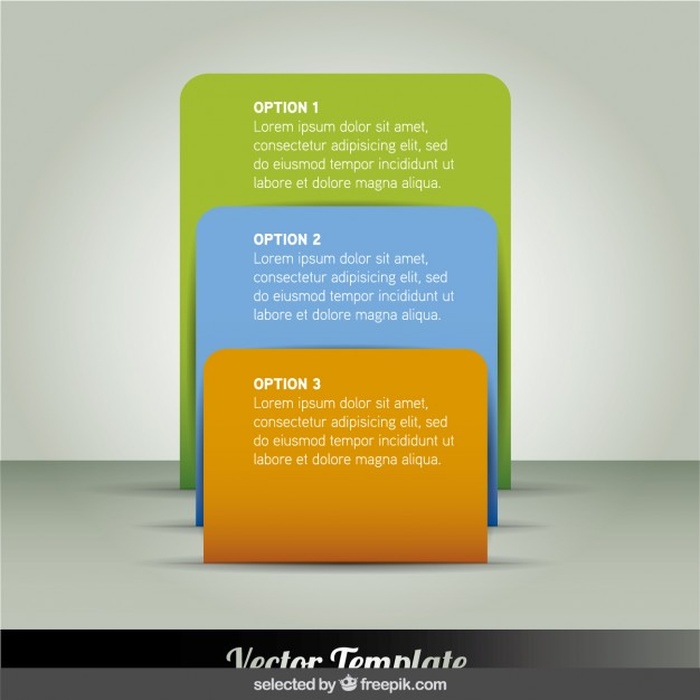 OPTION 1
Lorem ipsum dolor sit amet,
consectetur adipisicing elit, sed
do eiusmod tempor incididunt ut
labore et dolore magna aliqua.
OPTION 2
Lorem ipsum dolor sit amet,
consectetur adipisicing elit, sed
do eiusmod tempor incididunt ut
labore et dolore magna aliqua.
OPTION 3
Lorem ipsum dolor sit amet,
consectetur adipisicing elit, sed
do eiusmod tempor incididunt ut
labore et dolore magna aliqua.
Vector Template
selected by freepik.com